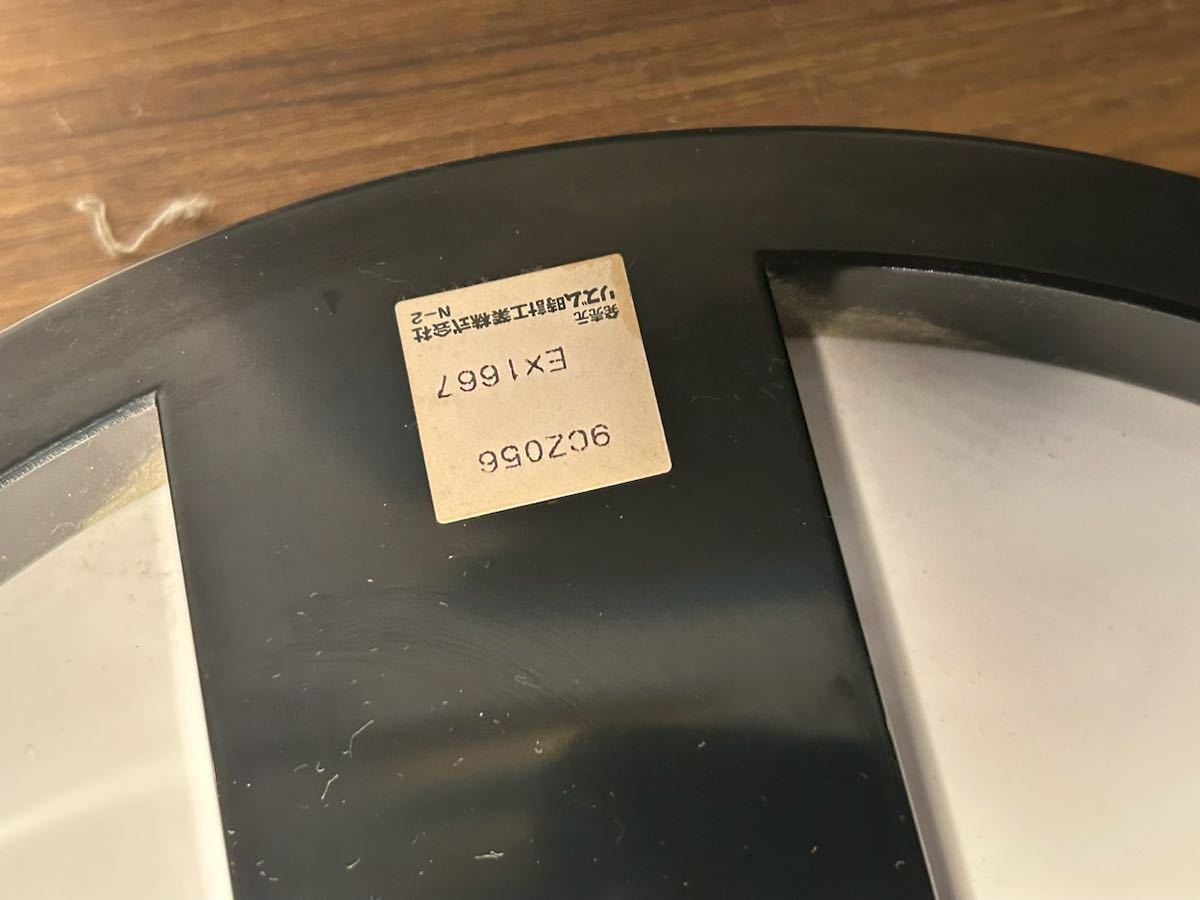 9CZ056
EX1667
発売元
リズム時計工業株式会社
N-2